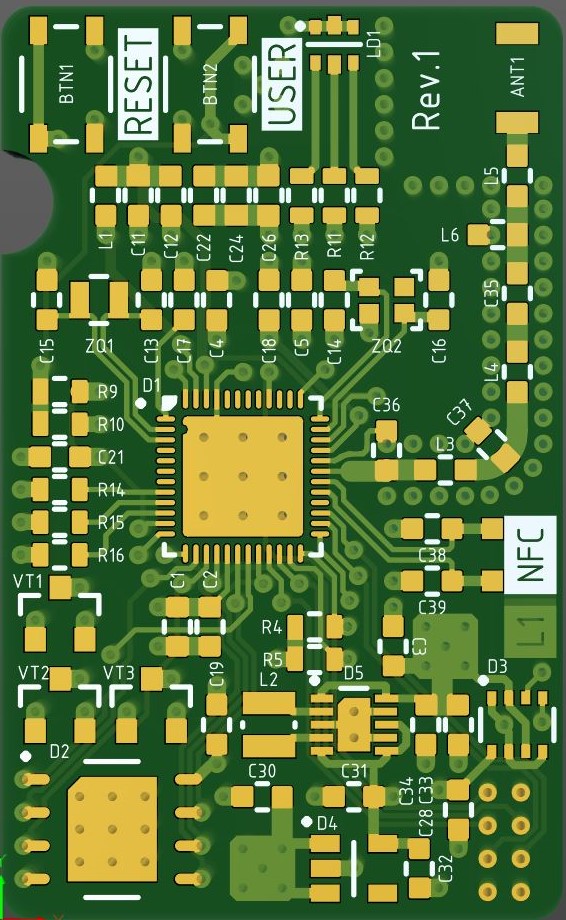 BTN1
RESET
BTN2
USER
LD1
Rev.1
ANT1
L5
L6
L1
C11
C12
C22
C24
C26
R13
R11
R12
C35
C15
ZQ1
C13
C17
C4
C18
C5
C14
ZQ2
C16
L4
D1
R9
R10
C21
R14
R15
R16
C36
C37
L3
C38
NFC
C39
VT1
C1
C2
R4
R5
C3
L1
VT2
VT3
C19
L2
D5
D3
D2
C30
C31
C34
C33
C28
D4
C32